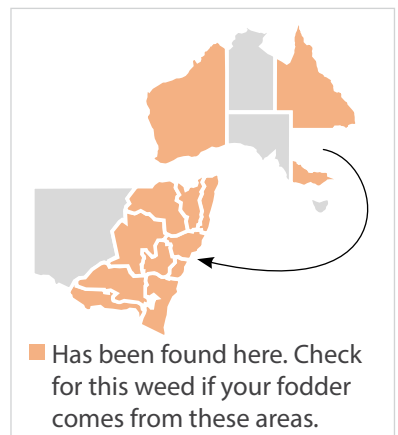 Has been found here. Check
for this weed if your fodder
comes from these areas.